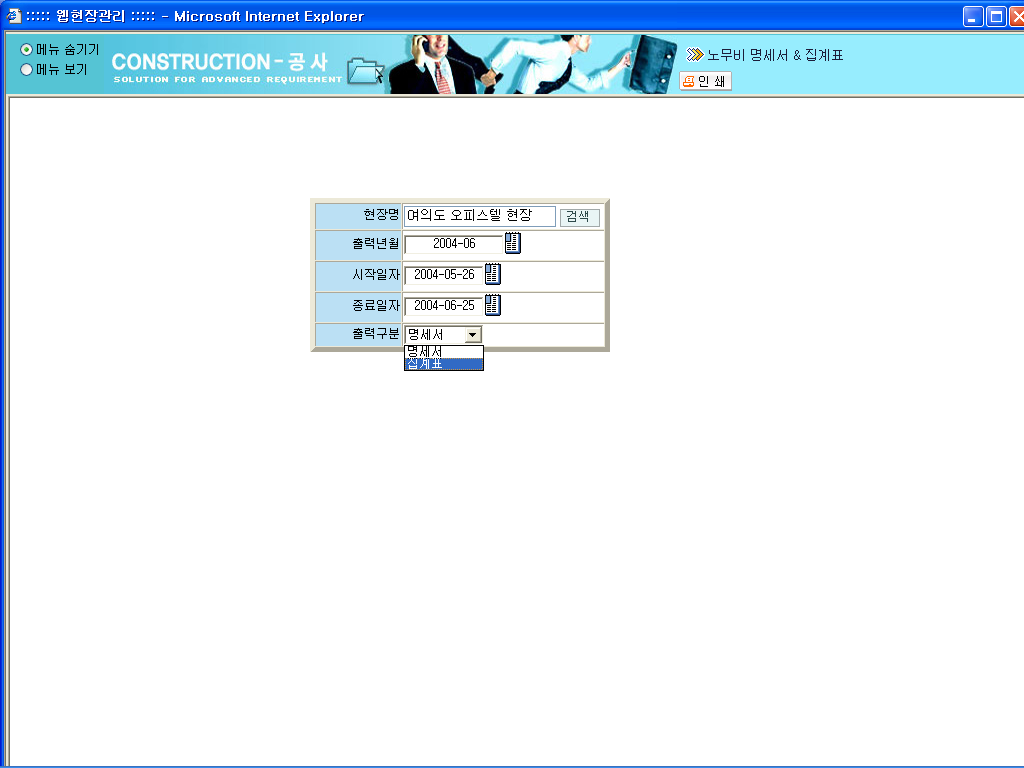 ::::: 웹현장관리 ::::: - Microsoft Internet Explorer
메뉴 숨기기
메뉴 보기
CONSTRUCTION - 공사
SOLUTION FOR ADVANCED REQUIREMENT
노무비 명세서 & 집계표
인 쇄
현장명 여의도 오피스텔 현장 검색
출력년월 2004-06
시작일자 2004-05-26
종료일자 2004-06-25
출력구분 명세서
명세서
집계표